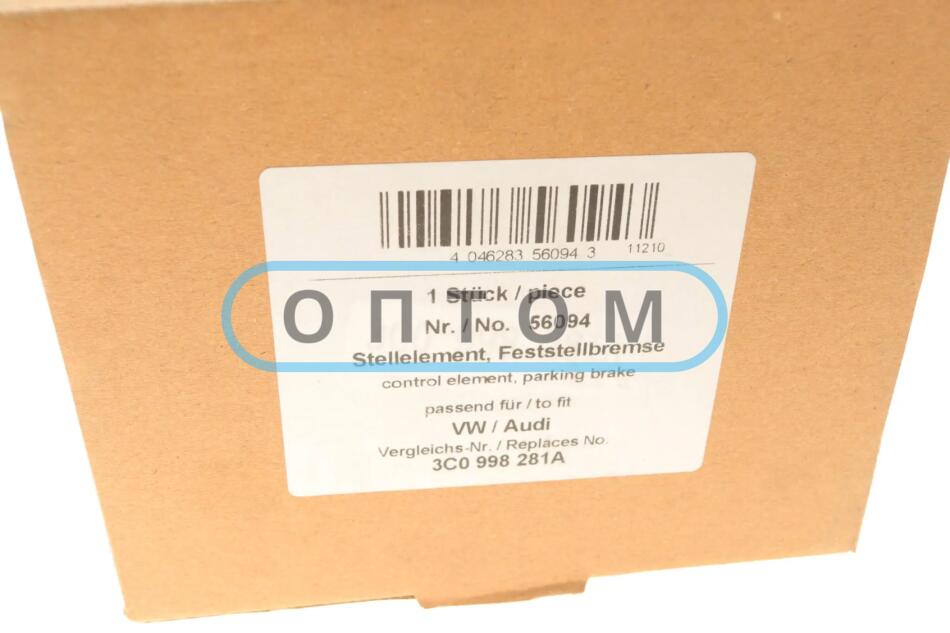 4 046283 56094 3
11210
1 Stück / piece
ОПТОМ
Nr. / No. 56094
Stellelement, Feststellbremse
control element, parking brake
passend für / to fit
VW / Audi
Vergleichs-Nr. / Replaces No.
3C0 998 281A